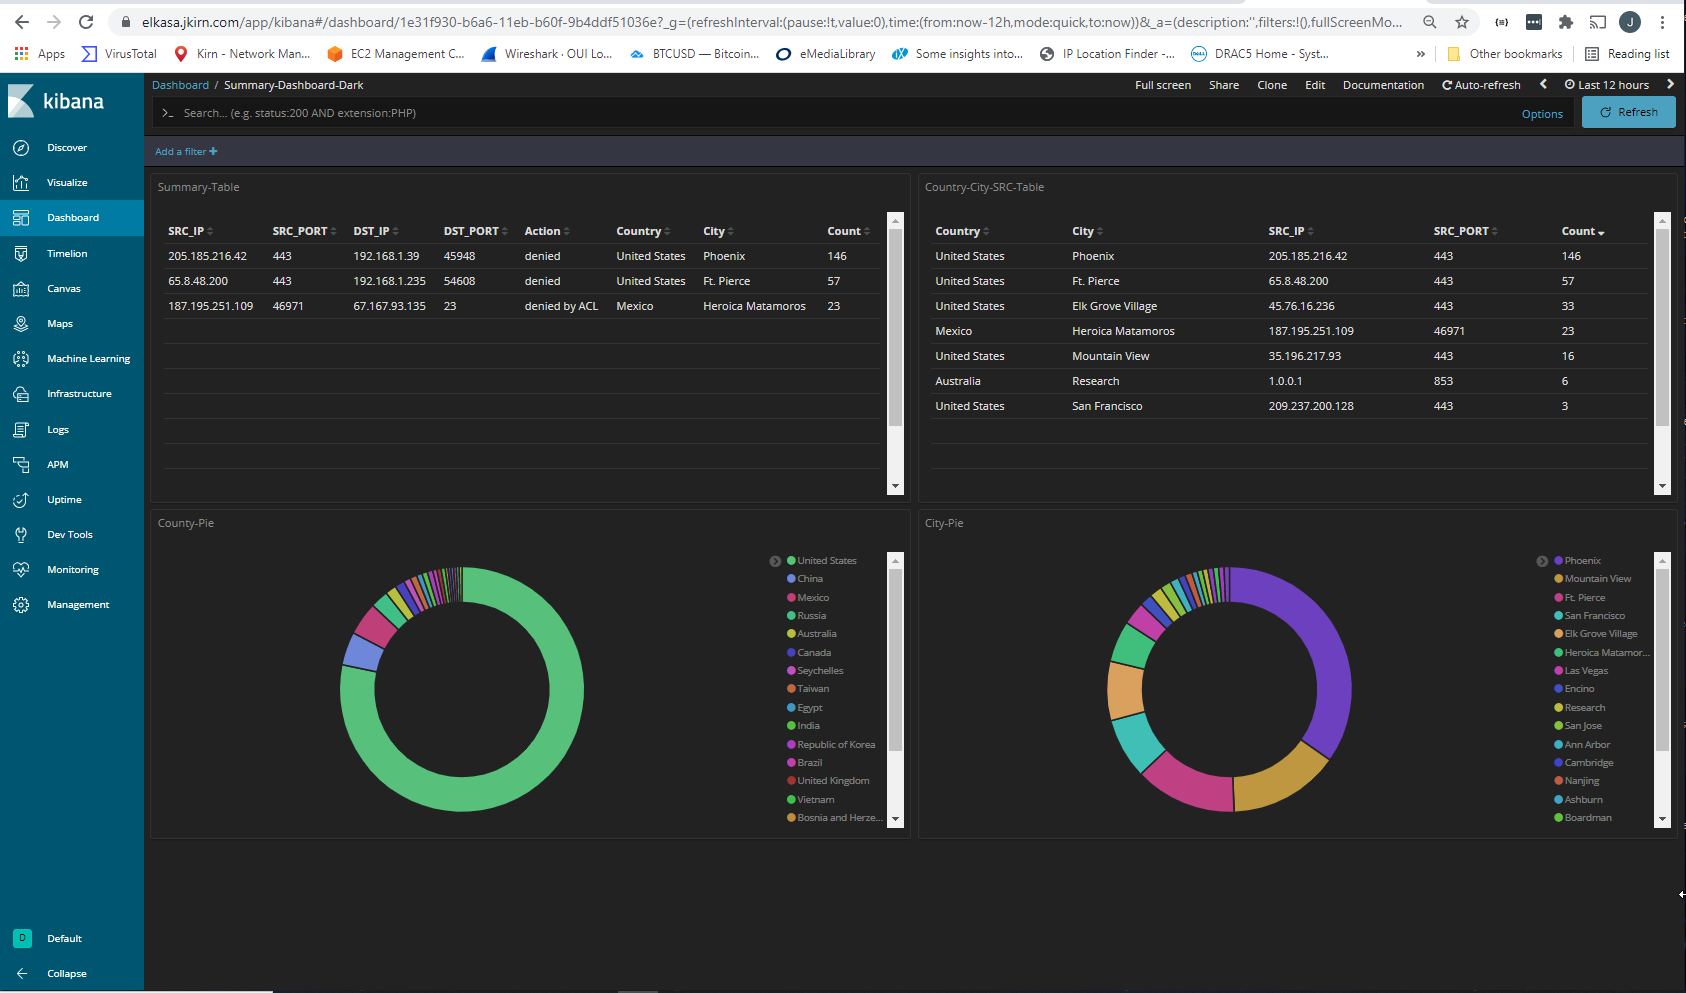 elkasa.jkirn.com/app/kibana#/dashboard/1e31f930-b6a6-11eb-b60f-9b4ddf51036e?_g=(refreshInterval:(pause:!t,value:0),time:(from:now-12h,mode:quick,to:now))&_a=(description:'',filters:!(),fullScreenMo...
J
Apps VirusTotal Kirn - Network Man... EC2 Management C... Wireshark · OUI Lo... BTCUSD — Bitcoin... eMediaLibrary Some insights into... IP Location Finder -... DRAC5 Home - Syst... » Other bookmarks Reading list
kibana
Discover
Visualize
Dashboard
Timelion
Canvas
Maps
Machine Learning
Infrastructure
Logs
APM
Uptime
Dev Tools
Monitoring
Management
D Default
Collapse
Dashboard / Summary-Dashboard-Dark
Full screen Share Clone Edit Documentation Auto-refresh Last 12 hours
>_ Search... (e.g. status:200 AND extension:PHP) Options Refresh
Add a filter +
Summary-Table
SRC_IP SRC_PORT DST_IP DST_PORT Action Country City Count
205.185.216.42 443 192.168.1.39 45948 denied United States Phoenix 146
65.8.48.200 443 192.168.1.235 54608 denied United States Ft. Pierce 57
187.195.251.109 46971 67.167.93.135 23 denied by ACL Mexico Heroica Matamoros 23
Country-City-SRC-Table
Country City SRC_IP SRC_PORT Count
United States Phoenix 205.185.216.42 443 146
United States Ft. Pierce 65.8.48.200 443 57
United States Elk Grove Village 45.76.16.236 443 33
Mexico Heroica Matamoros 187.195.251.109 46971 23
United States Mountain View 35.196.217.93 443 16
Australia Research 1.0.0.1 853 6
United States San Francisco 209.237.200.128 443 3
County-Pie
United States
China
Mexico
Russia
Australia
Canada
Seychelles
Taiwan
Egypt
India
Republic of Korea
Brazil
United Kingdom
Vietnam
Bosnia and Herze...
City-Pie
Phoenix
Mountain View
Ft. Pierce
San Francisco
Elk Grove Village
Heroica Matamor...
Las Vegas
Encino
Research
San Jose
Ann Arbor
Cambridge
Nanjing
Ashburn
Boardman